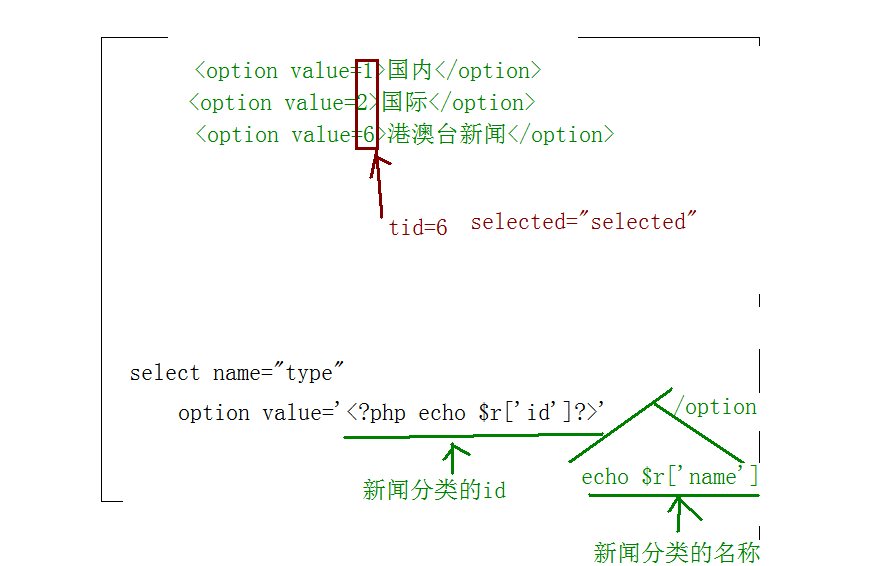 <option value=1>国内</option>
<option value=2>国际</option>
<option value=6>港澳台新闻</option>
tid=6 selected="selected"
select name="type"
option value='<?php echo $r['id']?>' /option
echo $r['name']
新闻分类的id
新闻分类的名称